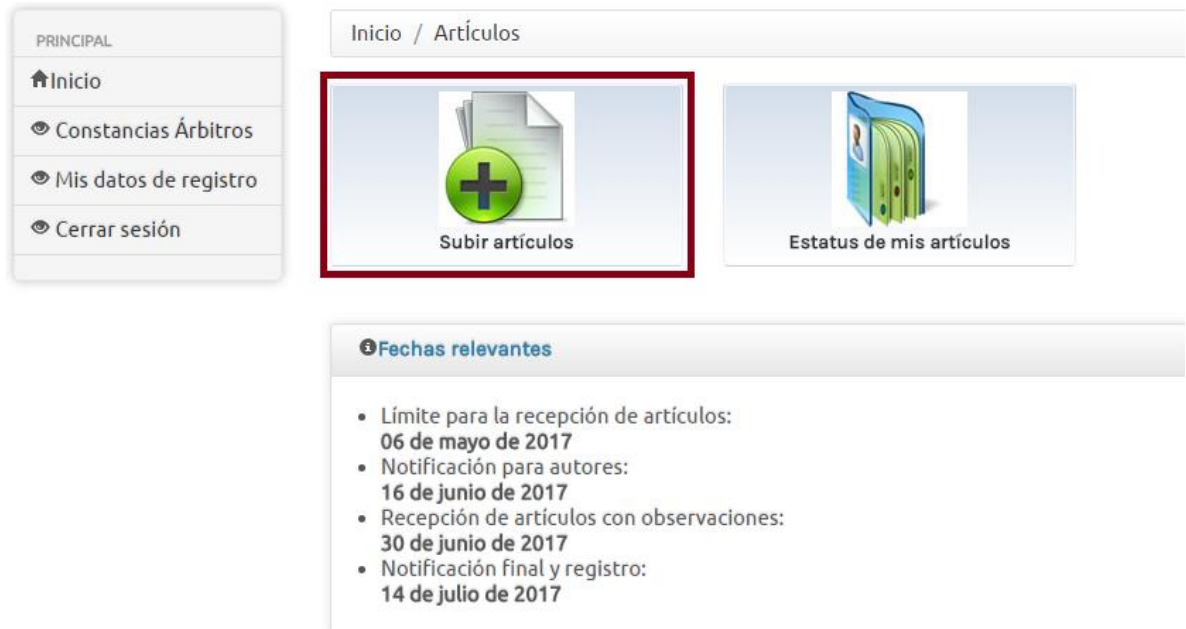 PRINCIPAL
Inicio
Constancias Árbitros
Mis datos de registro
Cerrar sesión
Inicio / ArtÍculos
Subir artículos
Estatus de mis artículos
Fechas relevantes
Límite para la recepción de artículos:
06 de mayo de 2017
Notificación para autores:
16 de junio de 2017
Recepción de artículos con observaciones:
30 de junio de 2017
Notificación final y registro:
14 de julio de 2017